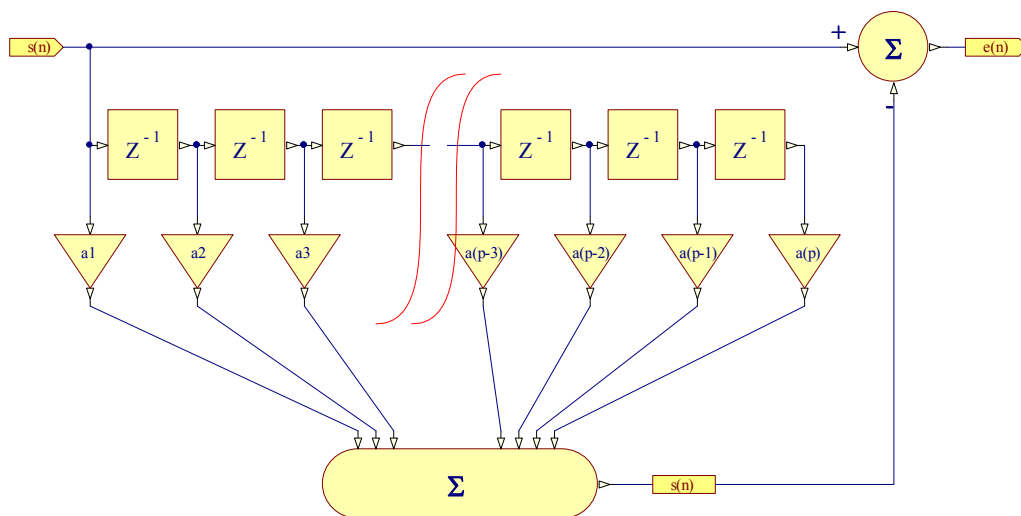 s(n)
+
Σ
e(n)
-
Z -1
Z -1
Z -1
Z -1
Z -1
Z -1
a1
a2
a3
a(p-3)
a(p-2)
a(p-1)
a(p)
Σ
s(n)